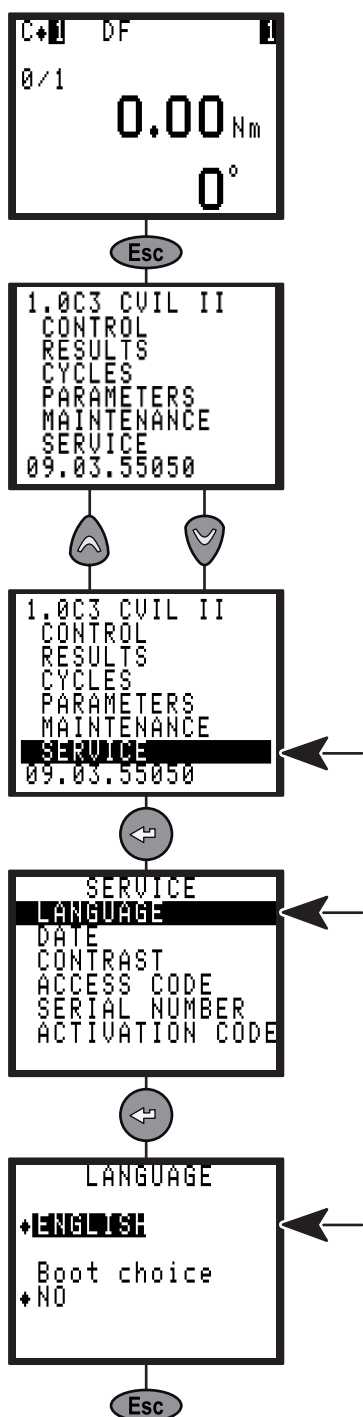 C♦1 DF 1
0/1
0.00 Nm
0°
Esc
1.0C3 CVIL II
CONTROL
RESULTS
CYCLES
PARAMETERS
MAINTENANCE
SERVICE
09.03.55050
1.0C3 CVIL II
CONTROL
RESULTS
CYCLES
PARAMETERS
MAINTENANCE
SERVICE
09.03.55050
SERVICE
LANGUAGE
DATE
CONTRAST
ACCESS CODE
SERIAL NUMBER
ACTIVATION CODE
LANGUAGE
♦ENGLISH
Boot choice
♦NO
Esc